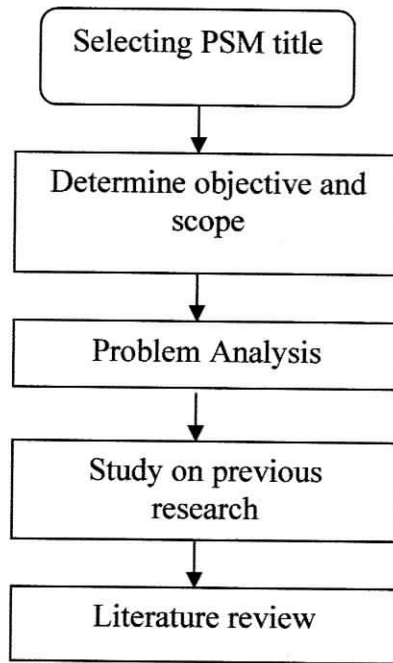 Selecting PSM title
Determine objective and
scope
Problem Analysis
Study on previous
research
Literature review